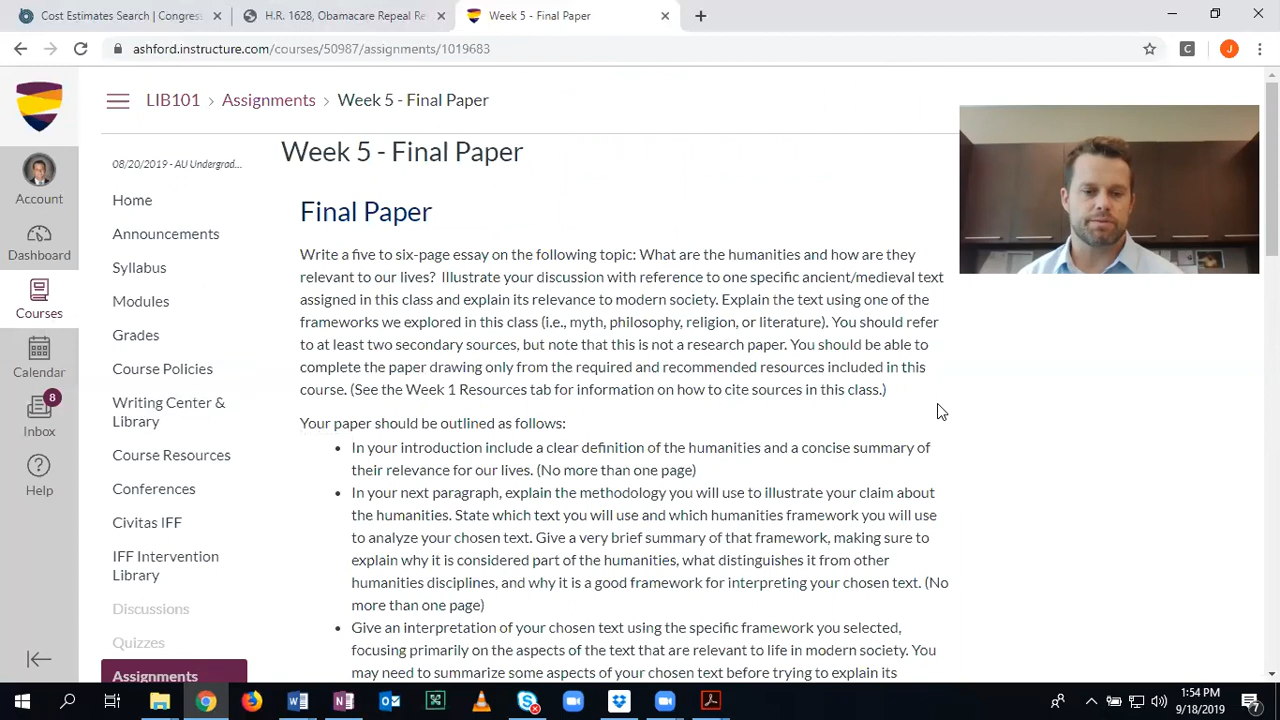 Cost Estimates Search | Congres
H.R. 1628, Obamacare Repeal Re
Week 5 - Final Paper
ashford.instructure.com/courses/50987/assignments/1019683
C
J
LIB101 > Assignments > Week 5 - Final Paper
Account
Dashboard
Courses
Calendar
8
Inbox
Help
08/20/2019 - AU Undergrad...
Home
Announcements
Syllabus
Modules
Grades
Course Policies
Writing Center &
Library
Course Resources
Conferences
Civitas IFF
IFF Intervention
Library
Discussions
Quizzes
Assignments
Week 5 - Final Paper
Final Paper
Write a five to six-page essay on the following topic: What are the humanities and how are they
relevant to our lives? Illustrate your discussion with reference to one specific ancient/medieval text
assigned in this class and explain its relevance to modern society. Explain the text using one of the
frameworks we explored in this class (i.e., myth, philosophy, religion, or literature). You should refer
to at least two secondary sources, but note that this is not a research paper. You should be able to
complete the paper drawing only from the required and recommended resources included in this
course. (See the Week 1 Resources tab for information on how to cite sources in this class.)
Your paper should be outlined as follows:
• In your introduction include a clear definition of the humanities and a concise summary of
their relevance for our lives. (No more than one page)
• In your next paragraph, explain the methodology you will use to illustrate your claim about
the humanities. State which text you will use and which humanities framework you will use
to analyze your chosen text. Give a very brief summary of that framework, making sure to
explain why it is considered part of the humanities, what distinguishes it from other
humanities disciplines, and why it is a good framework for interpreting your chosen text. (No
more than one page)
• Give an interpretation of your chosen text using the specific framework you selected,
focusing primarily on the aspects of the text that are relevant to life in modern society. You
may need to summarize some aspects of your chosen text before trying to explain its
1:54 PM
9/18/2019
7